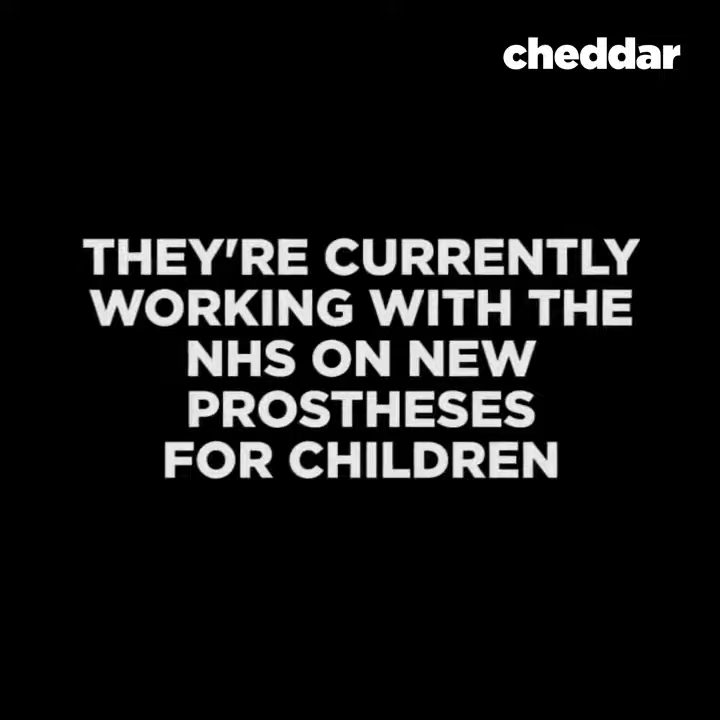 cheddar
THEY'RE CURRENTLY
WORKING WITH THE
NHS ON NEW
PROSTHESES
FOR CHILDREN